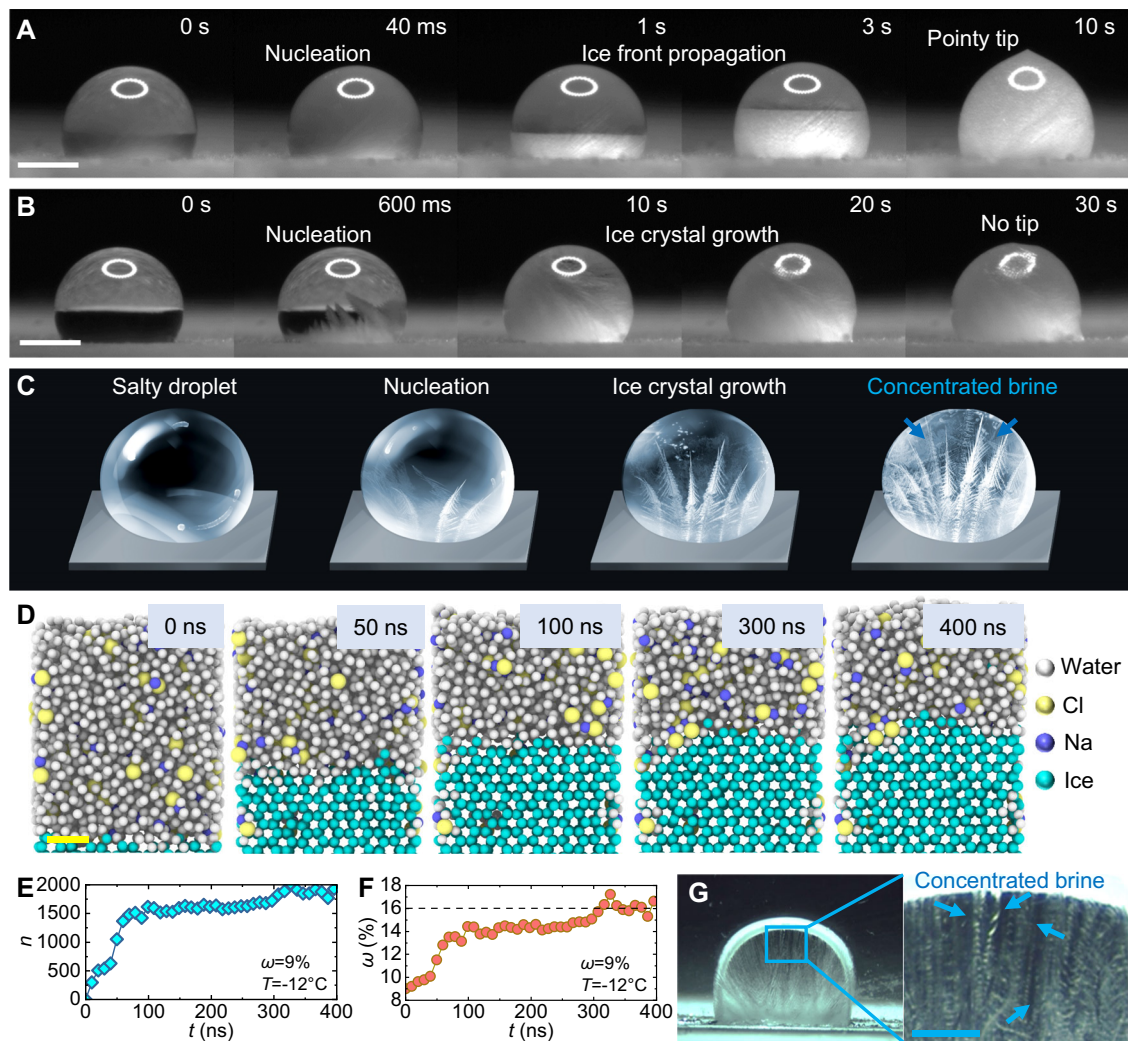 A
0 s
Nucleation
40 ms
1 s
Ice front propagation
3 s
Pointy tip
10 s
B
0 s
Nucleation
600 ms
10 s
Ice crystal growth
20 s
No tip
30 s
C
Salty droplet
Nucleation
Ice crystal growth
Concentrated brine
D
0 ns
50 ns
100 ns
300 ns
400 ns
Water
Cl
Na
Ice
E
2000
1500
1000
500
0
n
0
100
200
300
400
t (ns)
ω=9%
T=-12°C
F
18
16
14
12
10
8
ω (%)
0
100
200
300
400
t (ns)
ω=9%
T=-12°C
G
Concentrated brine